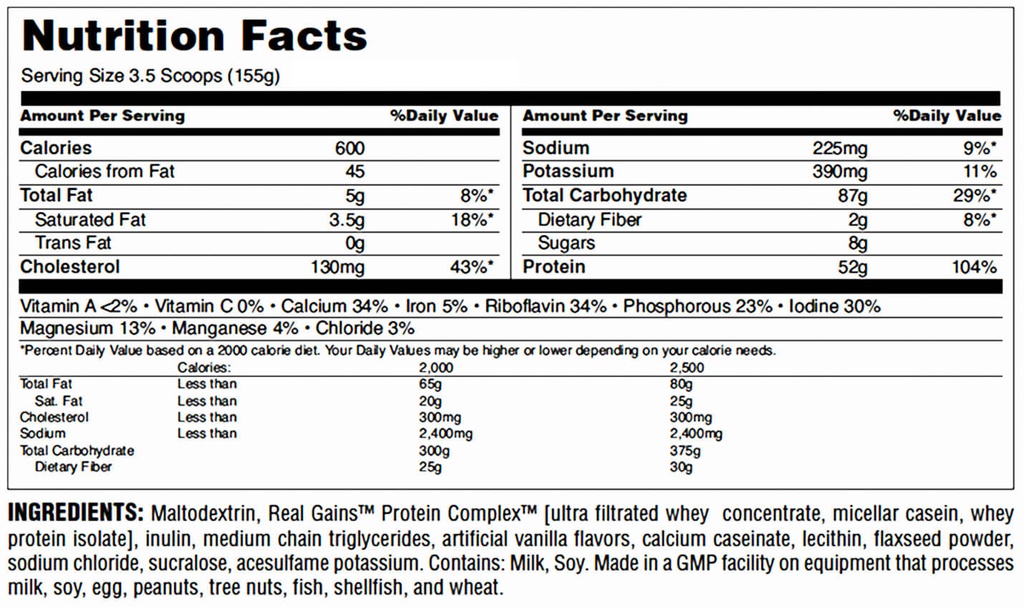 Nutrition Facts
Serving Size 3.5 Scoops (155g)
Amount Per Serving %Daily Value
Calories 600
Calories from Fat 45
Total Fat 5g 8%*
Saturated Fat 3.5g 18%*
Trans Fat 0g
Cholesterol 130mg 43%*
Amount Per Serving %Daily Value
Sodium 225mg 9%*
Potassium 390mg 11%
Total Carbohydrate 87g 29%*
Dietary Fiber 2g 8%*
Sugars 8g
Protein 52g 104%
Vitamin A <2% • Vitamin C 0% • Calcium 34% • Iron 5% • Riboflavin 34% • Phosphorous 23% • Iodine 30%
Magnesium 13% • Manganese 4% • Chloride 3%
*Percent Daily Value based on a 2000 calorie diet. Your Daily Values may be higher or lower depending on your calorie needs.
Calories: 2,000 2,500
Total Fat Less than 65g 80g
Sat. Fat Less than 20g 25g
Cholesterol Less than 300mg 300mg
Sodium Less than 2,400mg 2,400mg
Total Carbohydrate 300g 375g
Dietary Fiber 25g 30g
INGREDIENTS: Maltodextrin, Real Gains™ Protein Complex™ [ultra filtrated whey concentrate, micellar casein, whey
protein isolate], inulin, medium chain triglycerides, artificial vanilla flavors, calcium caseinate, lecithin, flaxseed powder,
sodium chloride, sucralose, acesulfame potassium. Contains: Milk, Soy. Made in a GMP facility on equipment that processes
milk, soy, egg, peanuts, tree nuts, fish, shellfish, and wheat.